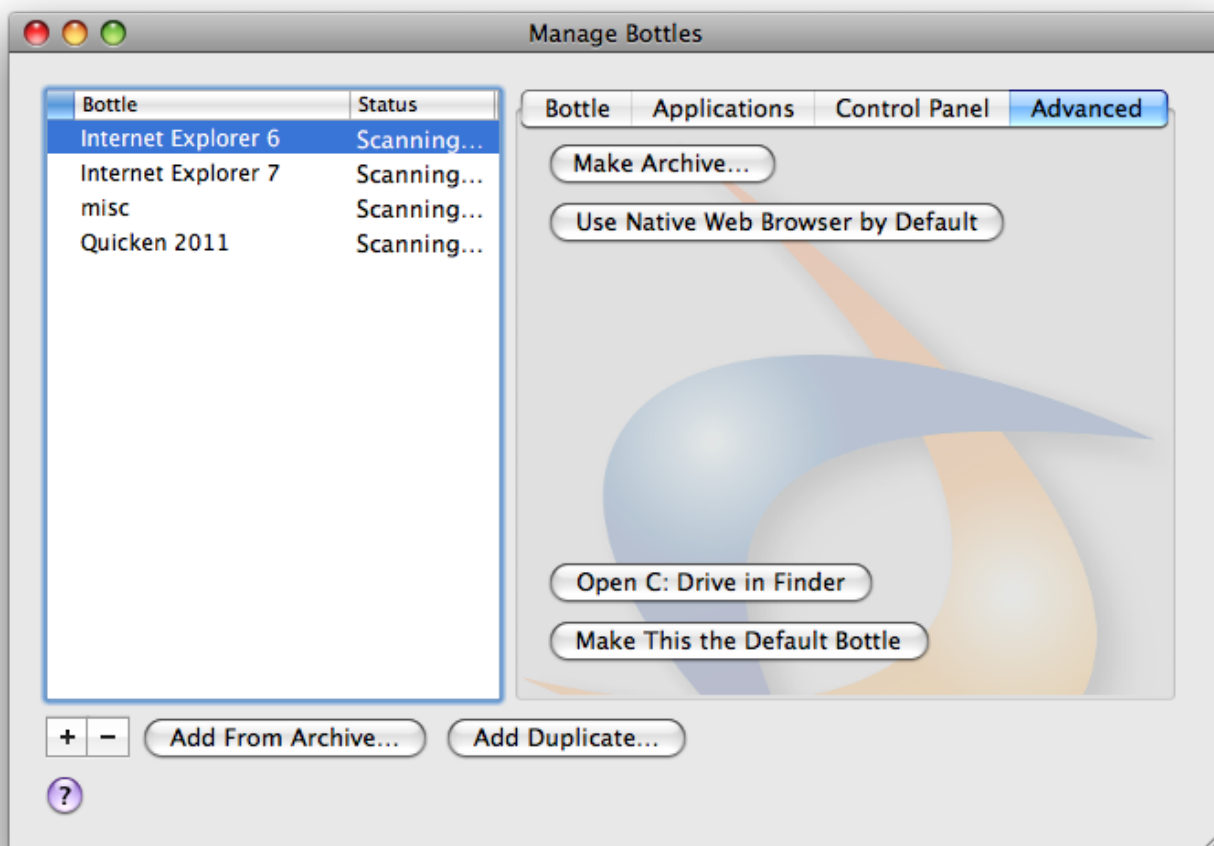 Manage Bottles
Bottle Status
Internet Explorer 6 Scanning...
Internet Explorer 7 Scanning...
misc Scanning...
Quicken 2011 Scanning...
Bottle Applications Control Panel Advanced
Make Archive...
Use Native Web Browser by Default
Open C: Drive in Finder
Make This the Default Bottle
+ - Add From Archive... Add Duplicate...
?